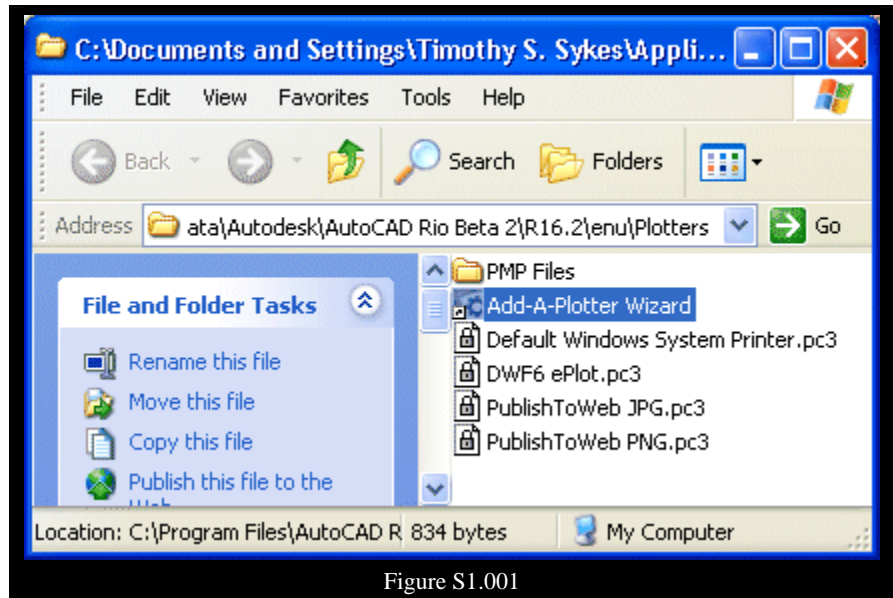 C:\Documents and Settings\Timothy S. Sykes\Appli...
File Edit View Favorites Tools Help
Back Search Folders
Address ata\Autodesk\AutoCAD Rio Beta 2\R16.2\enu\Plotters Go
File and Folder Tasks
Rename this file
Move this file
Copy this file
Publish this file to the
PMP Files
Add-A-Plotter Wizard
Default Windows System Printer.pc3
DWF6 ePlot.pc3
PublishToWeb JPG.pc3
PublishToWeb PNG.pc3
Location: C:\Program Files\AutoCAD R 834 bytes My Computer
Figure S1.001